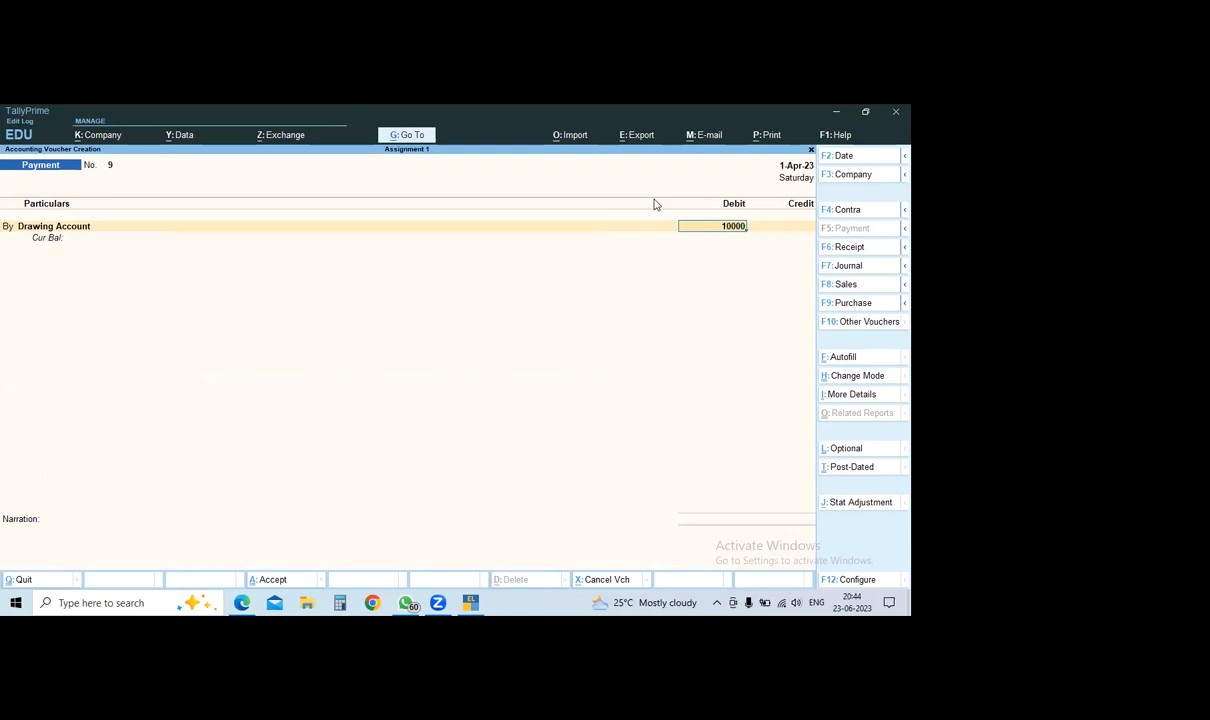 TallyPrime
Edit Log
MANAGE
EDU
K: Company
Y: Data
Z: Exchange
G: Go To
O: Import
E: Export
M: E-mail
P: Print
F1: Help
Accounting Voucher Creation
Assignment 1
x
Payment
No. 9
1-Apr-23
Saturday
Particulars
Debit
Credit
By Drawing Account
10000
Cur Bal:
F2: Date
F3: Company
F4: Contra
F5: Payment
F6: Receipt
F7: Journal
F8: Sales
F9: Purchase
F10: Other Vouchers
F: Autofill
H: Change Mode
I: More Details
O: Related Reports
L: Optional
T: Post-Dated
J: Stat Adjustment
Narration:
Activate Windows
Go to Settings to activate Windows.
Q: Quit
A: Accept
D: Delete
X: Cancel Vch
F12: Configure
Type here to search
60
EL
25°C Mostly cloudy
ENG
20:44
23-06-2023